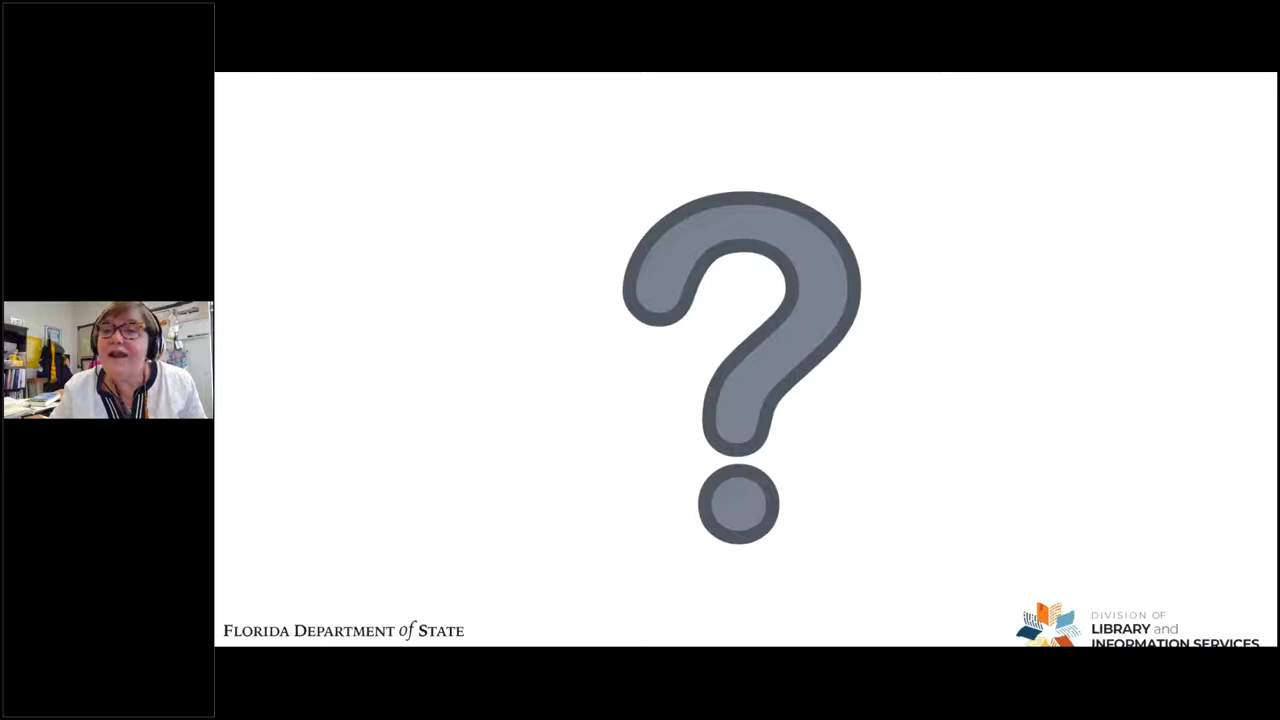 ?
FLORIDA DEPARTMENT of STATE
DIVISION OF
LIBRARY and
INFORMATION SERVICES